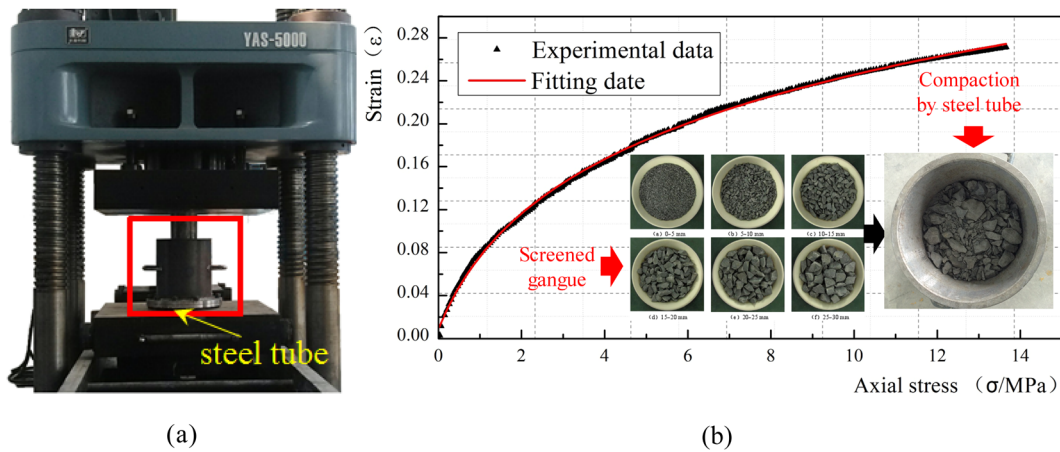 YAS-5000
steel tube
(a)
Strain (ε)
0.28
0.24
0.20
0.16
0.12
0.08
0.04
0.00
Experimental data
Fitting date
Compaction
by steel tube
Screened
gangue
(a) 0-5 mm
(b) 5-10 mm
(c) 10-15 mm
(d) 15-20 mm
(e) 20-25 mm
(f) 25-30 mm
0
2
4
6
8
10
12
14
Axial stress (σ/MPa)
(b)